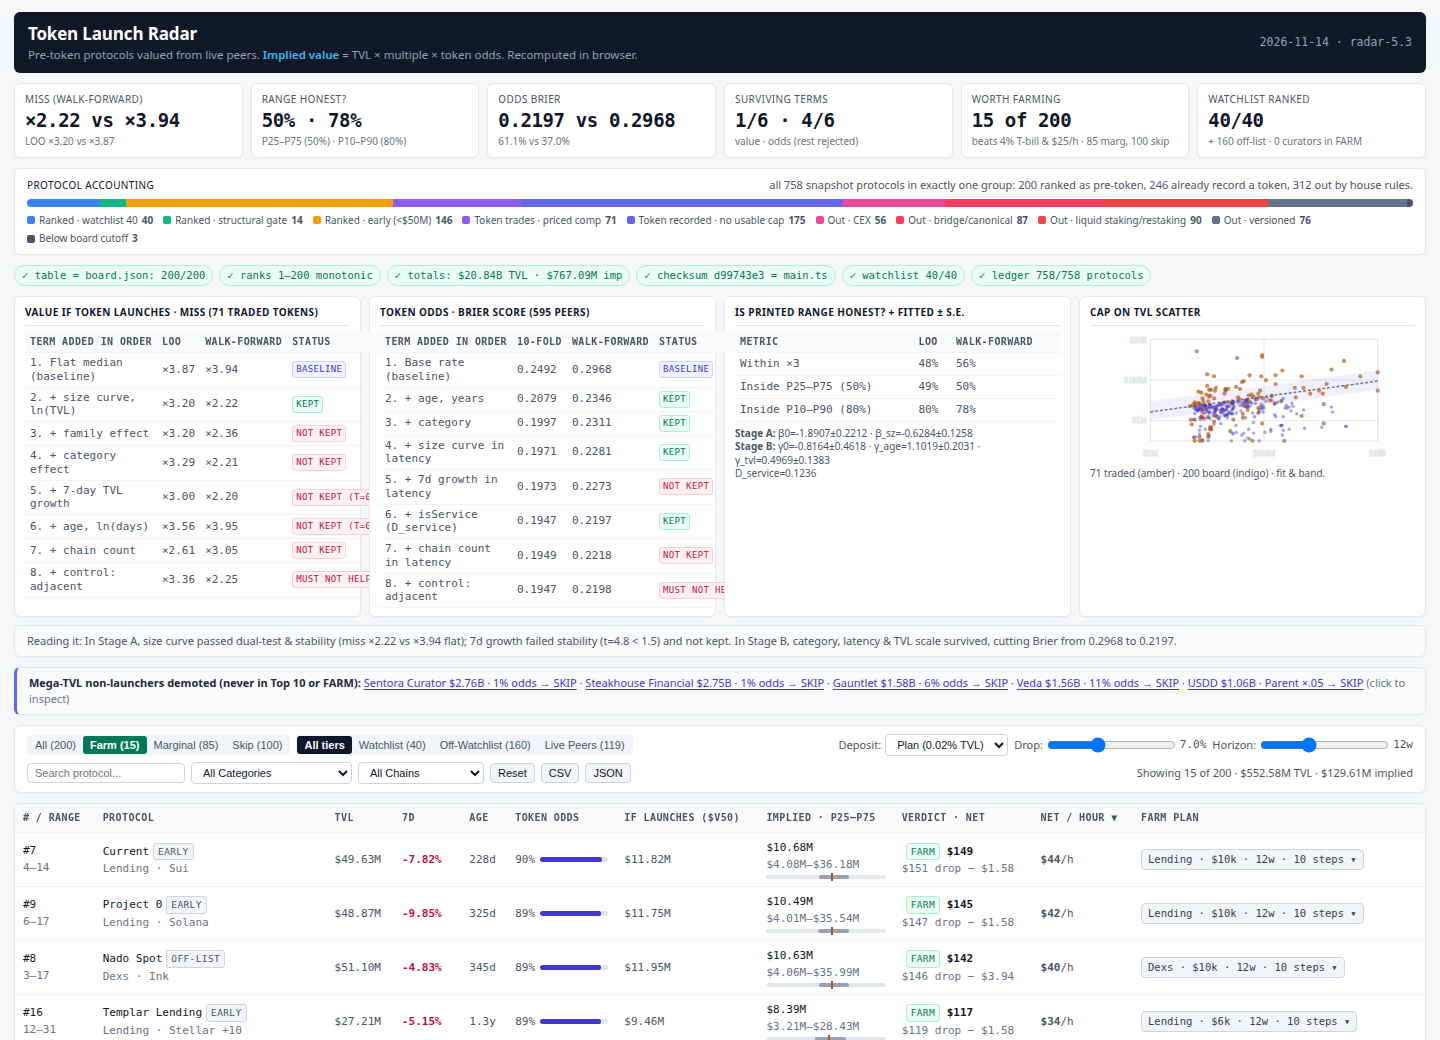 Token Launch Radar
Pre-token protocols valued from live peers. Implied value = TVL × multiple × token odds. Recomputed in browser.
2026-11-14 · radar-5.3
MISS (WALK-FORWARD)
×2.22 vs ×3.94
LOO ×3.20 vs ×3.87
RANGE HONEST?
50% · 78%
P25–P75 (50%) · P10–P90 (80%)
ODDS BRIER
0.2197 vs 0.2968
61.1% vs 37.0%
SURVIVING TERMS
1/6 · 4/6
value · odds (rest rejected)
WORTH FARMING
15 of 200
beats 4% T-bill & $25/h · 85 marg, 100 skip
WATCHLIST RANKED
40/40
+ 160 off-list · 0 curators in FARM
PROTOCOL ACCOUNTING
all 758 snapshot protocols in exactly one group: 200 ranked as pre-token, 246 already record a token, 312 out by house rules.
Ranked · watchlist 40 40 Ranked · structural gate 14 Ranked · early (<$50M) 146 Token trades · priced comp 71 Token recorded · no usable cap 175 Out · CEX 56 Out · bridge/canonical 87 Out · liquid staking/restaking 90 Out · versioned 76
Below board cutoff 3
✓ table = board.json: 200/200 ✓ ranks 1–200 monotonic ✓ totals: $20.84B TVL · $767.09M imp ✓ checksum d99743e3 = main.ts ✓ watchlist 40/40 ✓ ledger 758/758 protocols
VALUE IF TOKEN LAUNCHES · MISS (71 TRADED TOKENS)
TERM ADDED IN ORDER LOO WALK-FORWARD STATUS
1. Flat median (baseline) ×3.87 ×3.94 BASELINE
2. + size curve, ln(TVL) ×3.20 ×2.22 KEPT
3. + family effect ×3.20 ×2.36 NOT KEPT
4. + category effect ×3.29 ×2.21 NOT KEPT
5. + 7-day TVL growth ×3.00 ×2.20 NOT KEPT (T=
6. + age, ln(days) ×3.56 ×3.95 NOT KEPT (T=
7. + chain count ×2.61 ×3.05 NOT KEPT
8. + control: adjacent ×3.36 ×2.25 MUST NOT HELP
TOKEN ODDS · BRIER SCORE (595 PEERS)
TERM ADDED IN ORDER 10-FOLD WALK-FORWARD STATUS
1. Base rate (baseline) 0.2492 0.2968 BASELINE
2. + age, years 0.2079 0.2346 KEPT
3. + category 0.1997 0.2311 KEPT
4. + size curve in latency 0.1971 0.2281 KEPT
5. + 7d growth in latency 0.1973 0.2273 NOT KEPT
6. + isService (D_service) 0.1947 0.2197 KEPT
7. + chain count in latency 0.1949 0.2218 NOT KEPT
8. + control: adjacent 0.1947 0.2198 MUST NOT HE
IS PRINTED RANGE HONEST? + FITTED ± S.E.
METRIC LOO WALK-FORWARD
Within ×3 48% 56%
Inside P25–P75 (50%) 49% 50%
Inside P10–P90 (80%) 80% 78%
Stage A: β0=-1.8907±0.2212 · β_sz=-0.6284±0.1258
Stage B: γ0=-0.8164±0.4618 · γ_age=1.1019±0.2031 ·
γ_tvl=0.4969±0.1383
D_service=0.1236
CAP ON TVL SCATTER
71 traded (amber) · 200 board (indigo) · fit & band.
Reading it: In Stage A, size curve passed dual-test & stability (miss ×2.22 vs ×3.94 flat); 7d growth failed stability (t=4.8 < 1.5) and not kept. In Stage B, category, latency & TVL scale survived, cutting Brier from 0.2968 to 0.2197.
Mega-TVL non-launchers demoted (never in Top 10 or FARM): Sentora Curator $2.76B · 1% odds → SKIP · Steakhouse Financial $2.75B · 1% odds → SKIP · Gauntlet $1.58B · 6% odds → SKIP · Veda $1.56B · 11% odds → SKIP · USDD $1.06B · Parent ×.05 → SKIP (click to
inspect)
All (200) Farm (15) Marginal (85) Skip (100) All tiers Watchlist (40) Off-Watchlist (160) Live Peers (119)
Deposit: Plan (0.02% TVL) Drop: 7.0% Horizon: 12w
Search protocol... All Categories All Chains Reset CSV JSON
Showing 15 of 200 · $552.58M TVL · $129.61M implied
# / RANGE PROTOCOL TVL 7D AGE TOKEN ODDS IF LAUNCHES ($V50) IMPLIED · P25–P75 VERDICT · NET NET / HOUR ▼ FARM PLAN
#7 Current EARLY $49.63M -7.82% 228d 90% $11.82M $10.68M FARM $149 $44/h Lending · $10k · 12w · 10 steps ▾
4–14 Lending · Sui $4.08M–$36.18M $151 drop − $1.58
#9 Project 0 EARLY $48.87M -9.85% 325d 89% $11.75M $10.49M FARM $145 $42/h Lending · $10k · 12w · 10 steps ▾
6–17 Lending · Solana $4.01M–$35.54M $147 drop − $1.58
#8 Nado Spot OFF-LIST $51.10M -4.83% 345d 89% $11.95M $10.63M FARM $142 $40/h Dexs · $10k · 12w · 10 steps ▾
3–17 Dexs · Ink $4.06M–$35.99M $146 drop − $3.94
#16 Templar Lending EARLY $27.21M -5.15% 1.3y 89% $9.46M $8.39M FARM $117 $34/h Lending · $6k · 12w · 10 steps ▾
12–31 Lending · Stellar +10 $3.21M–$28.43M $119 drop − $1.58